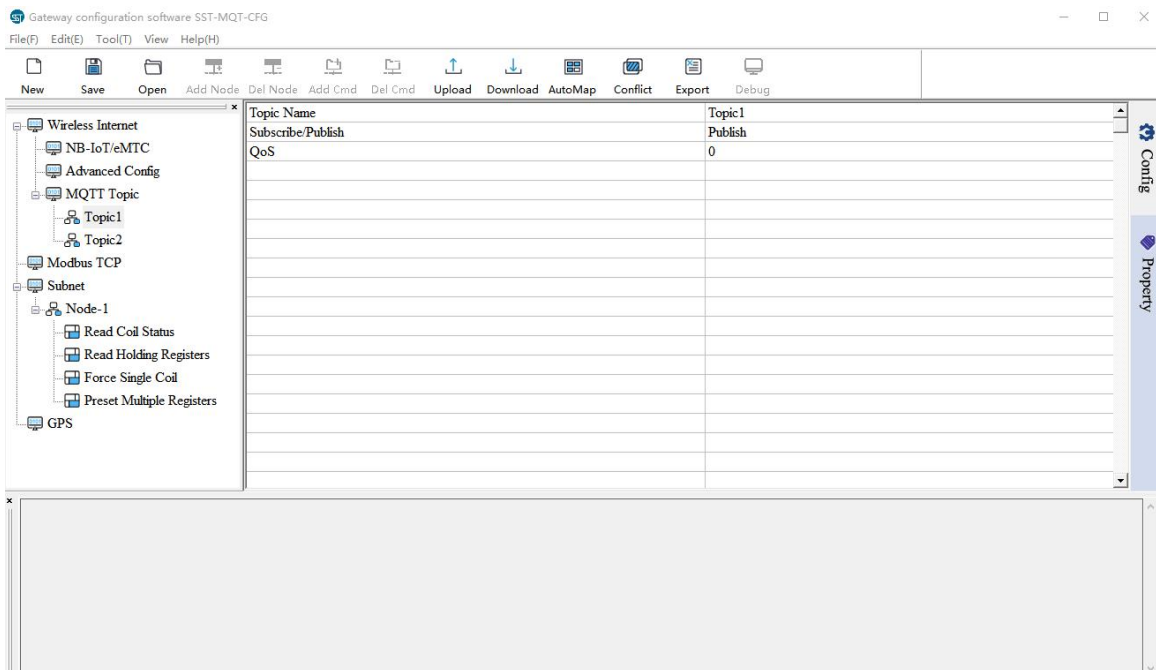 SST Gateway configuration software SST-MQT-CFG
File(F) Edit(E) Tool(T) View Help(H)
New Save Open Add Node Del Node Add Cmd Del Cmd Upload Download AutoMap Conflict Export Debug
Wireless Internet
NB-IoT/eMTC
Advanced Config
MQTT Topic
Topic1
Topic2
Modbus TCP
Subnet
Node-1
Read Coil Status
Read Holding Registers
Force Single Coil
Preset Multiple Registers
GPS
Topic Name Topic1
Subscribe/Publish Publish
QoS 0
Config
Property